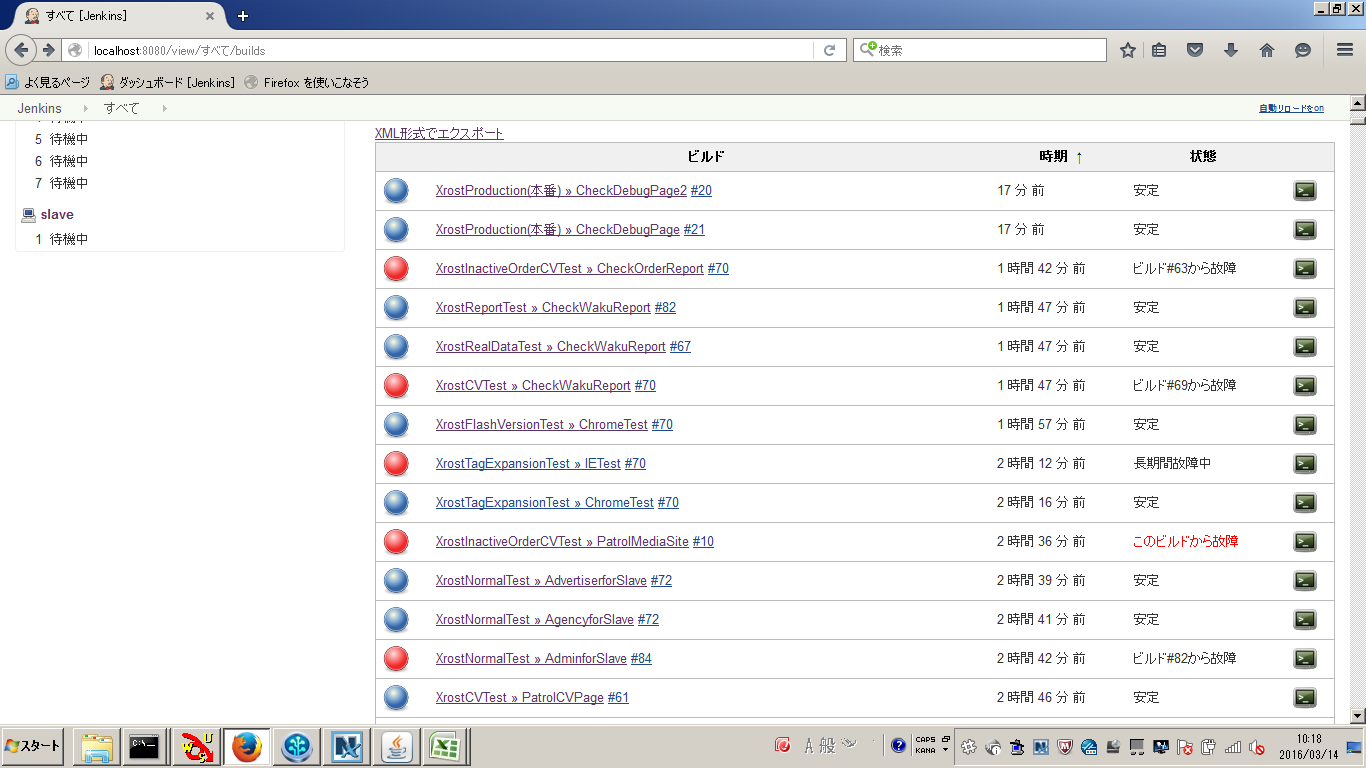 すべて [Jenkins]
localhost:8080/view/すべて/builds
検索
よく見るページ ダッシュボード [Jenkins] Firefox を使いこなそう
Jenkins すべて 自動リロードをon
5 待機中
6 待機中
7 待機中
slave
1 待機中
XML形式でエクスポート
ビルド 時期 ↑ 状態
XrostProduction(本番) » CheckDebugPage2 #20 17 分 前 安定
XrostProduction(本番) » CheckDebugPage #21 17 分 前 安定
XrostInactiveOrderCVTest » CheckOrderReport #70 1 時間 42 分 前 ビルド#63から故障
XrostReportTest » CheckWakuReport #82 1 時間 47 分 前 安定
XrostRealDataTest » CheckWakuReport #67 1 時間 47 分 前 安定
XrostCVTest » CheckWakuReport #70 1 時間 47 分 前 ビルド#69から故障
XrostFlashVersionTest » ChromeTest #70 1 時間 57 分 前 安定
XrostTagExpansionTest » IETest #70 2 時間 12 分 前 長期間故障中
XrostTagExpansionTest » ChromeTest #70 2 時間 16 分 前 安定
XrostInactiveOrderCVTest » PatrolMediaSite #10 2 時間 36 分 前 このビルドから故障
XrostNormalTest » AdvertiserforSlave #72 2 時間 39 分 前 安定
XrostNormalTest » AgencyforSlave #72 2 時間 41 分 前 安定
XrostNormalTest » AdminforSlave #84 2 時間 42 分 前 ビルド#82から故障
XrostCVTest » PatrolCVPage #61 2 時間 46 分 前 安定
スタート
A 般
CAPS
KANA
10:18
2016/03/14